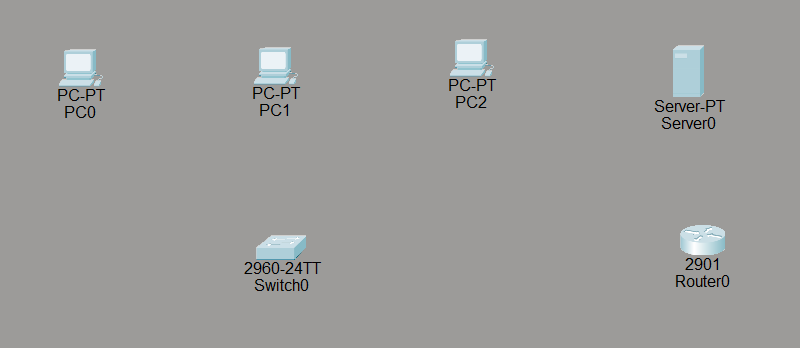 PC-PT
PC0
PC-PT
PC1
PC-PT
PC2
Server-PT
Server0
2960-24TT
Switch0
2901
Router0